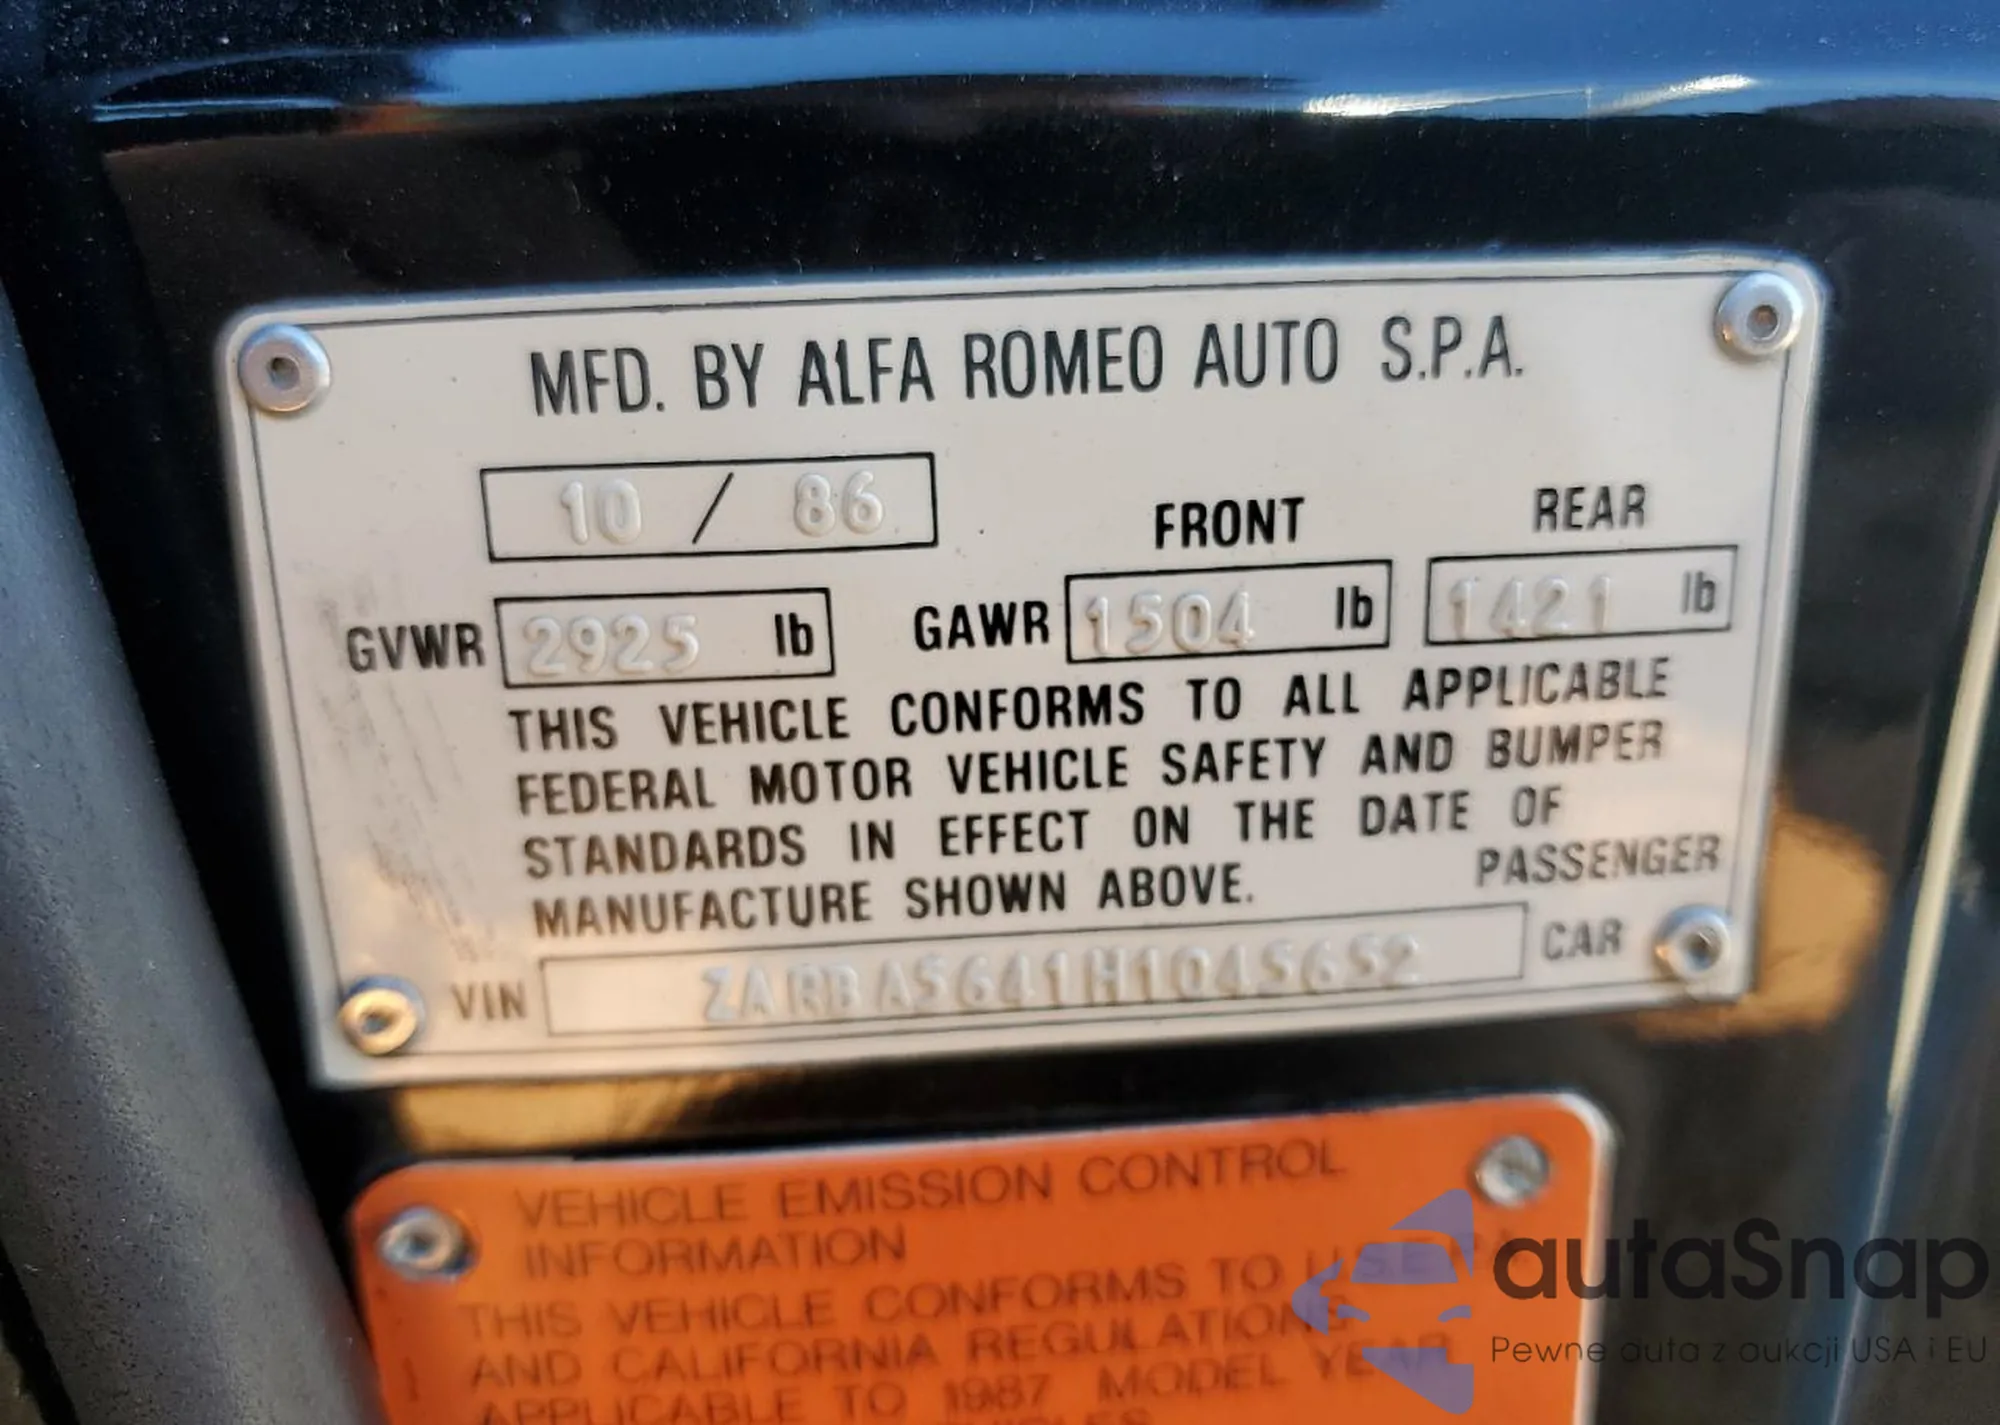 MFD. BY ALFA ROMEO AUTO S.P.A.
10 / 86
FRONT REAR
GVWR 2925 lb GAWR 1504 lb 1421 lb
THIS VEHICLE CONFORMS TO ALL APPLICABLE
FEDERAL MOTOR VEHICLE SAFETY AND BUMPER
STANDARDS IN EFFECT ON THE DATE OF
MANUFACTURE SHOWN ABOVE.
PASSENGER
CAR
VIN ZARBA5641H1045652
VEHICLE EMISSION CONTROL
INFORMATION
THIS VEHICLE CONFORMS TO U.S. EPA
AND CALIFORNIA REGULATIONS
APPLICABLE TO 1987 MODEL YEAR
autaSnap
Pewne auta z aukcji USA i EU